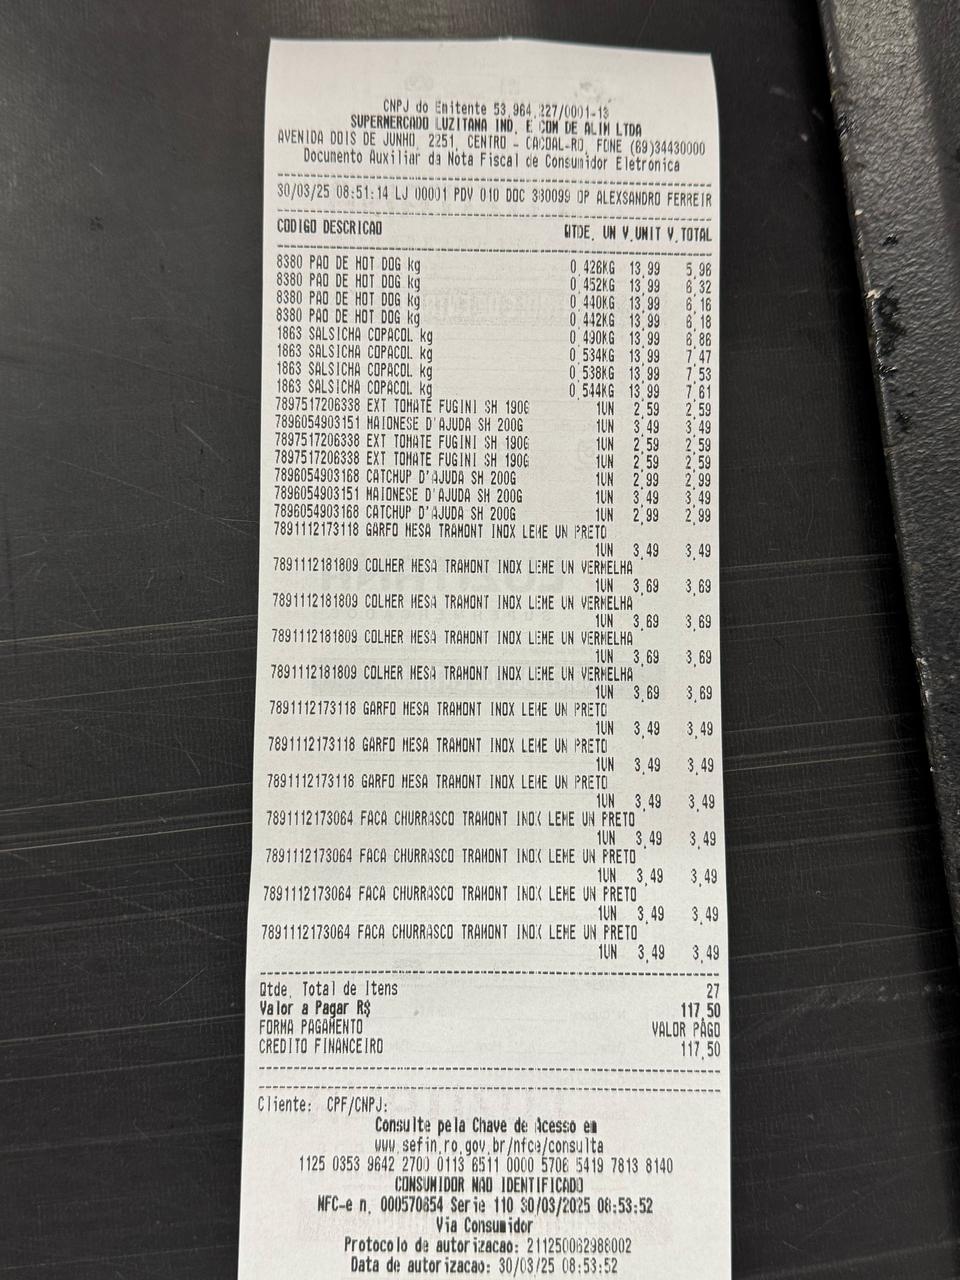 CNPJ do Emitente 53.964.227/0001-13
SUPERMERCADO LUZITANA IND. E COM DE ALIM LTDA
AVENIDA DOIS DE JUNHO, 2251, CENTRO - CACOAL-RO, FONE (69)34430000
Documento Auxiliar da Nota Fiscal de Consumidor Eletronica
30/03/25 08:51:14 LJ 00001 PDV 010 DOC 330099 OP ALEXSANDRO FERREIR
CODIGO DESCRICAO QTDE. UN V.UNIT V.TOTAL
8380 PAO DE HOT DOG kg 0,428KG 13,99 5,98
8380 PAO DE HOT DOG kg 0,452KG 13,99 6,32
8380 PAO DE HOT DOG kg 0,440KG 13,99 6,16
8380 PAO DE HOT DOG kg 0,442KG 13,99 6,18
1863 SALSICHA COPACOL kg 0,490KG 13,99 6,86
1863 SALSICHA COPACOL kg 0,534KG 13,99 7,47
1863 SALSICHA COPACOL kg 0,538KG 13,99 7,53
1863 SALSICHA COPACOL kg 0,544KG 13,99 7,61
7897517206338 EXT TOMATE FUGINI SH 190G 1UN 2,59 2,59
7896054903151 MAIONESE D'AJUDA SH 200G 1UN 3,49 3,49
7897517206338 EXT TOMATE FUGINI SH 190G 1UN 2,59 2,59
7897517206338 EXT TOMATE FUGINI SH 190G 1UN 2,59 2,59
7896054903168 CATCHUP D'AJUDA SH 200G 1UN 2,99 2,99
7896054903151 MAIONESE D'AJUDA SH 200G 1UN 3,49 3,49
7896054903168 CATCHUP D'AJUDA SH 200G 1UN 2,99 2,99
7891112173118 GARFO MESA TRAMONT INOX LEME UN PRETO
1UN 3,49 3,49
7891112181809 COLHER MESA TRAMONT INOX LEME UN VERMELHA
1UN 3,69 3,69
7891112181809 COLHER MESA TRAMONT INOX LEME UN VERMELHA
1UN 3,69 3,69
7891112181809 COLHER MESA TRAMONT INOX LEME UN VERMELHA
1UN 3,69 3,69
7891112181809 COLHER MESA TRAMONT INOX LEME UN VERMELHA
1UN 3,69 3,69
7891112173118 GARFO MESA TRAMONT INOX LEME UN PRETO
1UN 3,49 3,49
7891112173118 GARFO MESA TRAMONT INOX LEME UN PRETO
1UN 3,49 3,49
7891112173118 GARFO MESA TRAMONT INOX LEME UN PRETO
1UN 3,49 3,49
7891112173064 FACA CHURRASCO TRAMONT INOX LEME UN PRETO
1UN 3,49 3,49
7891112173064 FACA CHURRASCO TRAMONT INOX LEME UN PRETO
1UN 3,49 3,49
7891112173064 FACA CHURRASCO TRAMONT INOX LEME UN PRETO
1UN 3,49 3,49
7891112173064 FACA CHURRASCO TRAMONT INOX LEME UN PRETO
1UN 3,49 3,49
Qtde. Total de Itens 27
Valor a Pagar R$ 117,50
FORMA PAGAMENTO VALOR PAGO
CREDITO FINANCEIRO 117,50
Cliente: CPF/CNPJ:
Consulte pela Chave de Acesso em
www.sefin.ro.gov.br/nfce/consulta
1125 0353 9642 2700 0113 6511 0000 5706 5419 7813 8140
CONSUMIDOR NAO IDENTIFICADO
NFC-e n. 000570654 Serie 110 30/03/2025 08:53:52
Via Consumidor
Protocolo de autorizacao: 211250062988002
Data de autorizacao: 30/03/25 08:53:52